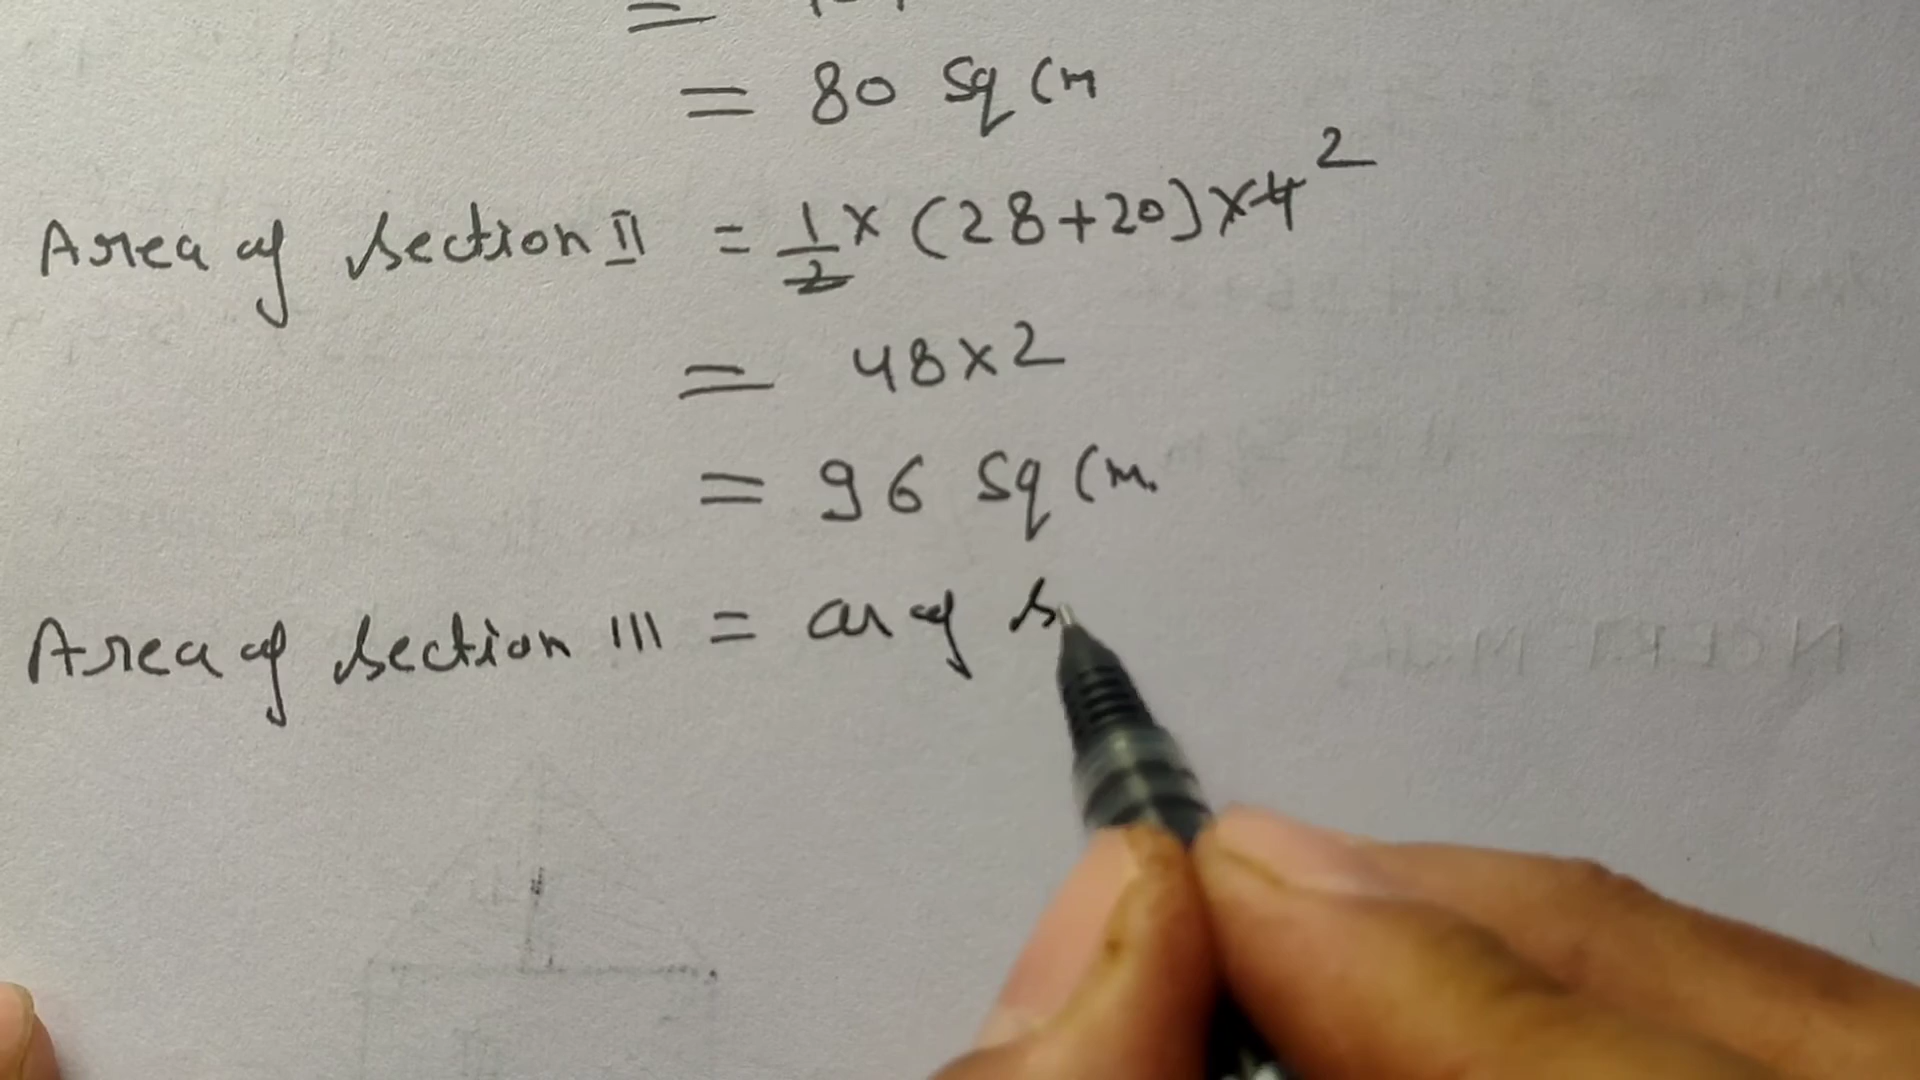 = 80 Sq Cm
Area of section II = 1/2 × (28+20) × 4 2
= 48×2
= 96 Sq Cm.
Area of section III = ar of s